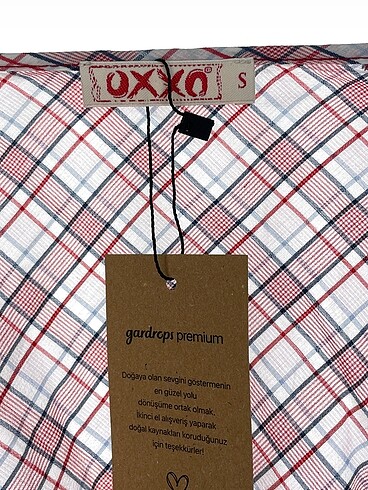 OXXO
S
gardrops premium
Doğaya olan sevgini göstermenin
en güzel yolu
dönüşüme ortak olmak.
İkinci el alışveriş yaparak
doğal kaynakları koruduğunuz
için teşekkürler!